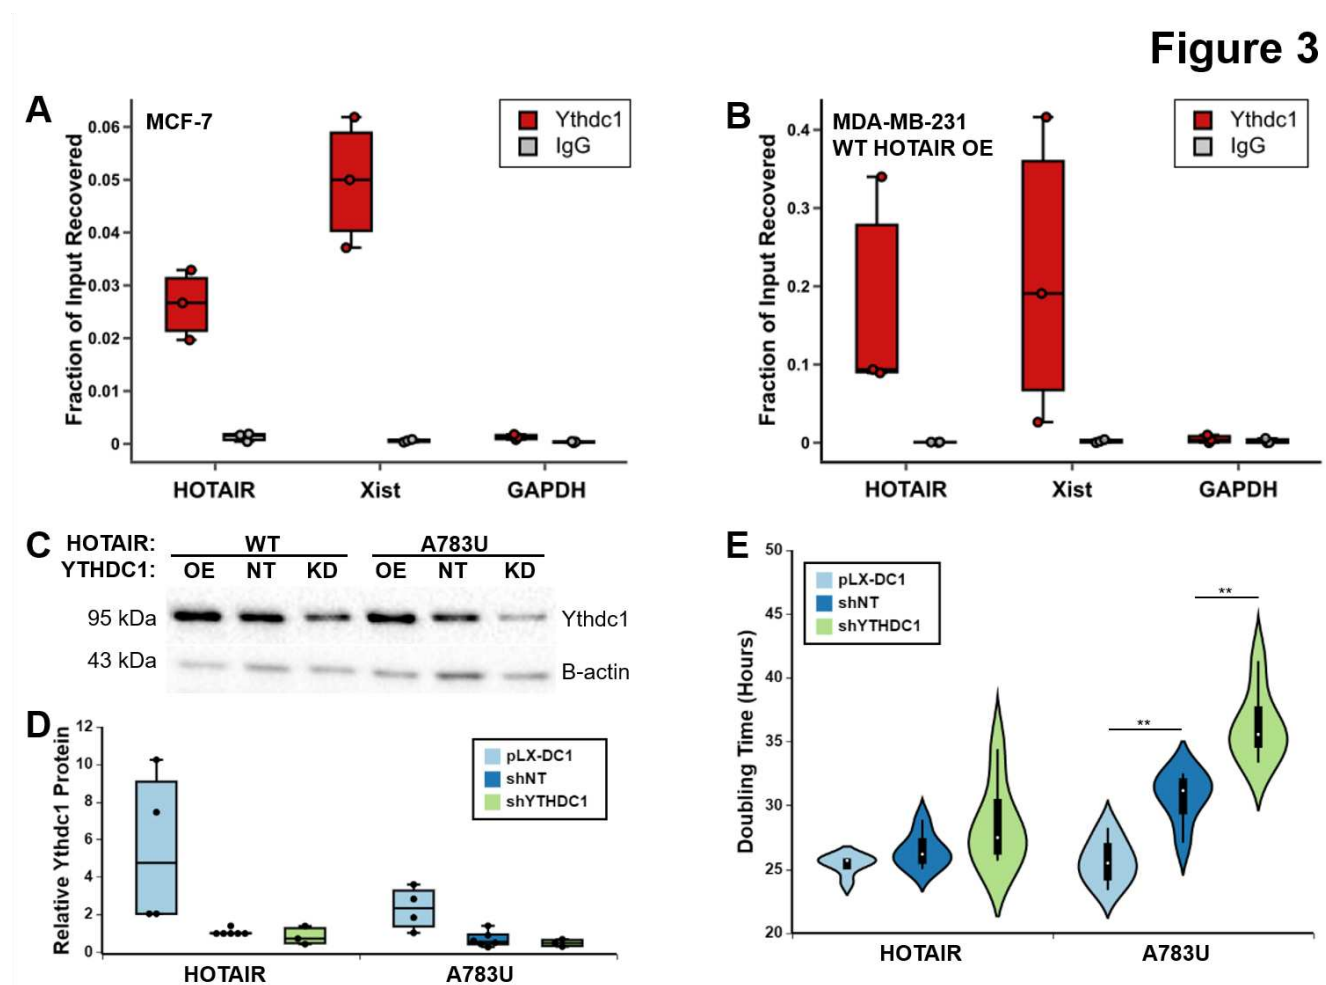 Figure 3
A
MCF-7
Ythdc1
IgG
Fraction of Input Recovered
0.06
0.05
0.04
0.03
0.02
0.01
0
HOTAIR Xist GAPDH
B
MDA-MB-231
WT HOTAIR OE
Ythdc1
IgG
Fraction of Input Recovered
0.4
0.3
0.2
0.1
0
HOTAIR Xist GAPDH
C
HOTAIR: WT A783U
YTHDC1: OE NT KD OE NT KD
95 kDa Ythdc1
43 kDa B-actin
D
Relative Ythdc1 Protein
12
10
8
6
4
2
0
pLX-DC1
shNT
shYTHDC1
HOTAIR A783U
E
Doubling Time (Hours)
50
45
40
35
30
25
20
pLX-DC1
shNT
shYTHDC1
**
**
HOTAIR A783U